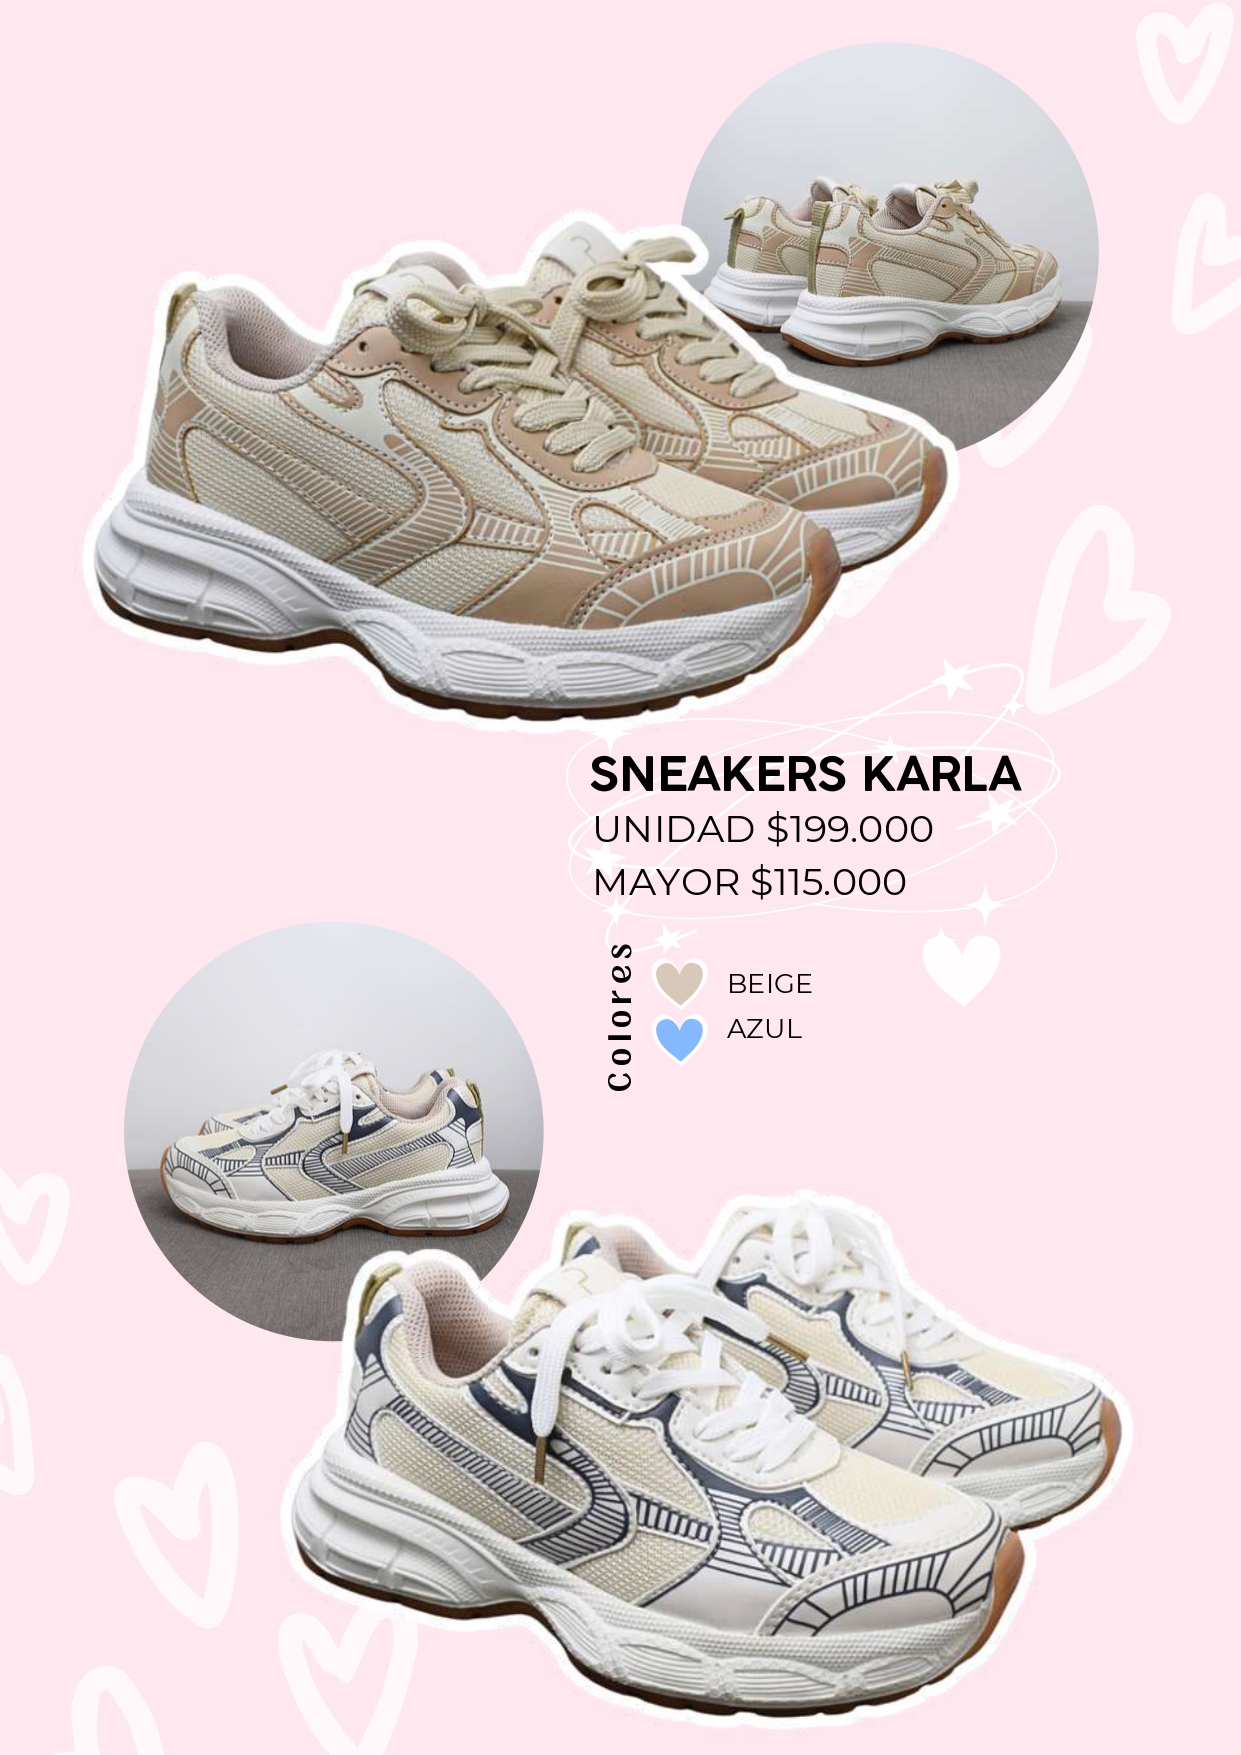 SNEAKERS KARLA
UNIDAD $199.000
MAYOR $115.000
Colores
BEIGE
AZUL